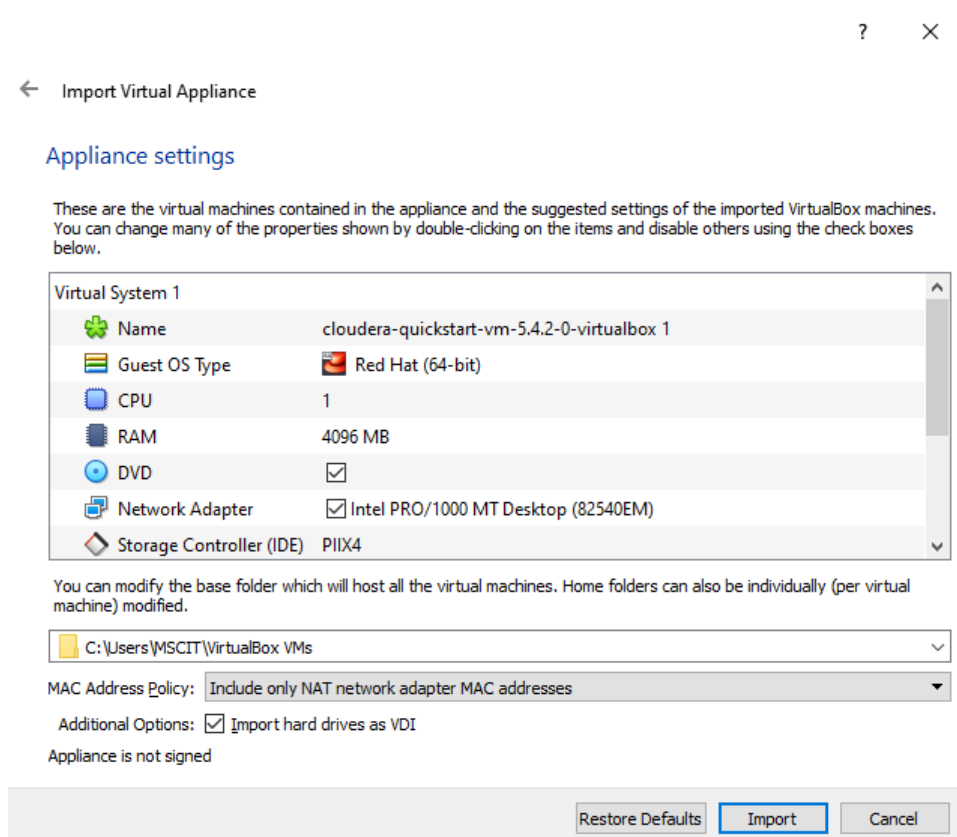 ?
Import Virtual Appliance
Appliance settings
These are the virtual machines contained in the appliance and the suggested settings of the imported VirtualBox machines.
You can change many of the properties shown by double-clicking on the items and disable others using the check boxes
below.
Virtual System 1
Name cloudera-quickstart-vm-5.4.2-0-virtualbox 1
Guest OS Type Red Hat (64-bit)
CPU 1
RAM 4096 MB
DVD
Network Adapter Intel PRO/1000 MT Desktop (82540EM)
Storage Controller (IDE) PIIX4
You can modify the base folder which will host all the virtual machines. Home folders can also be individually (per virtual
machine) modified.
C:\Users\MSCIT\VirtualBox VMs
MAC Address Policy: Include only NAT network adapter MAC addresses
Additional Options: Import hard drives as VDI
Appliance is not signed
Restore Defaults Import Cancel